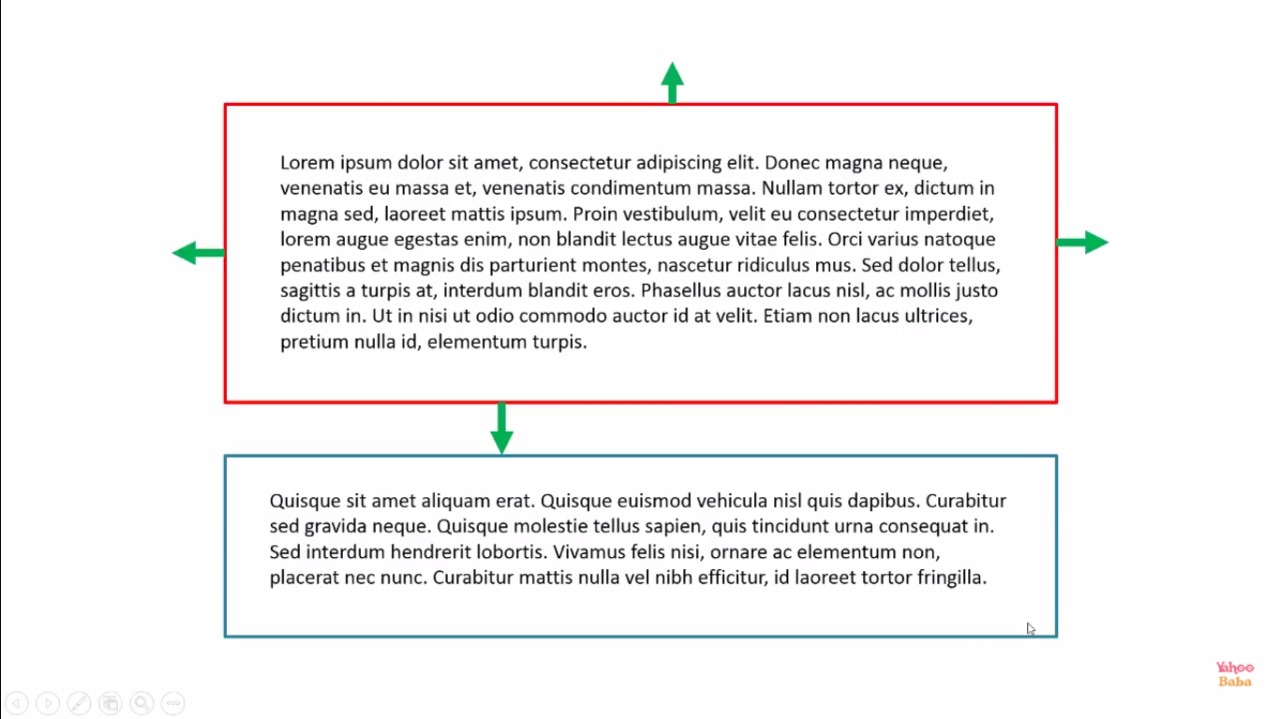 Lorem ipsum dolor sit amet, consectetur adipiscing elit. Donec magna neque,
venenatis eu massa et, venenatis condimentum massa. Nullam tortor ex, dictum in
magna sed, laoreet mattis ipsum. Proin vestibulum, velit eu consectetur imperdiet,
lorem augue egestas enim, non blandit lectus augue vitae felis. Orci varius natoque
penatibus et magnis dis parturient montes, nascetur ridiculus mus. Sed dolor tellus,
sagittis a turpis at, interdum blandit eros. Phasellus auctor lacus nisl, ac mollis justo
dictum in. Ut in nisi ut odio commodo auctor id at velit. Etiam non lacus ultrices,
pretium nulla id, elementum turpis.
Quisque sit amet aliquam erat. Quisque euismod vehicula nisl quis dapibus. Curabitur
sed gravida neque. Quisque molestie tellus sapien, quis tincidunt urna consequat in.
Sed interdum hendrerit lobortis. Vivamus felis nisi, ornare ac elementum non,
placerat nec nunc. Curabitur mattis nulla vel nibh efficitur, id laoreet tortor fringilla.
Yahoo
Baba